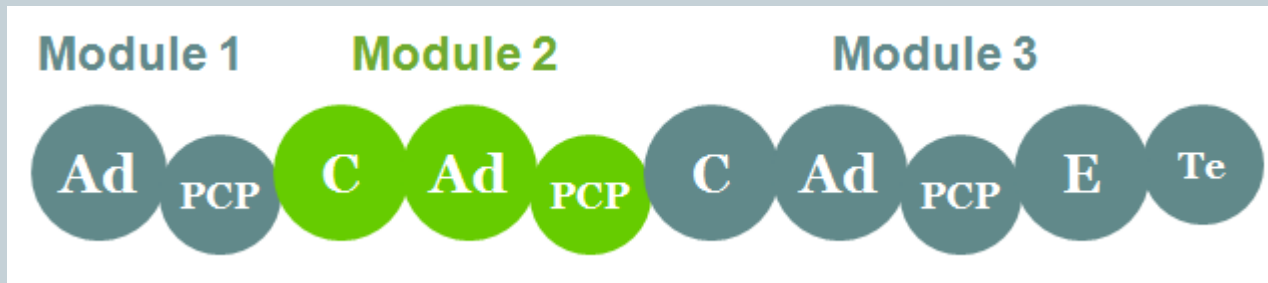 Module 1 Module 2 Module 3
Ad PCP C Ad PCP C Ad PCP E Te